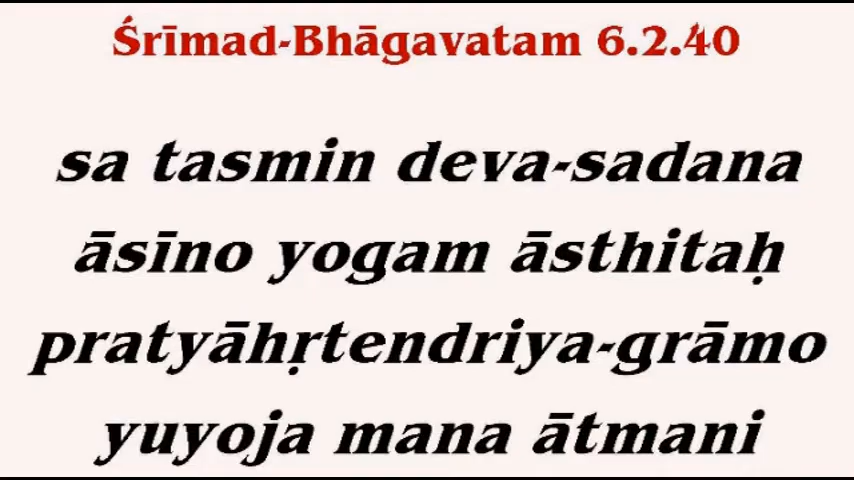 Śrīmad-Bhāgavatam 6.2.40
sa tasmin deva-sadana
āsīno yogam āsthitaḥ
pratyāhṛtendriya-grāmo
yuyoja mana ātmani